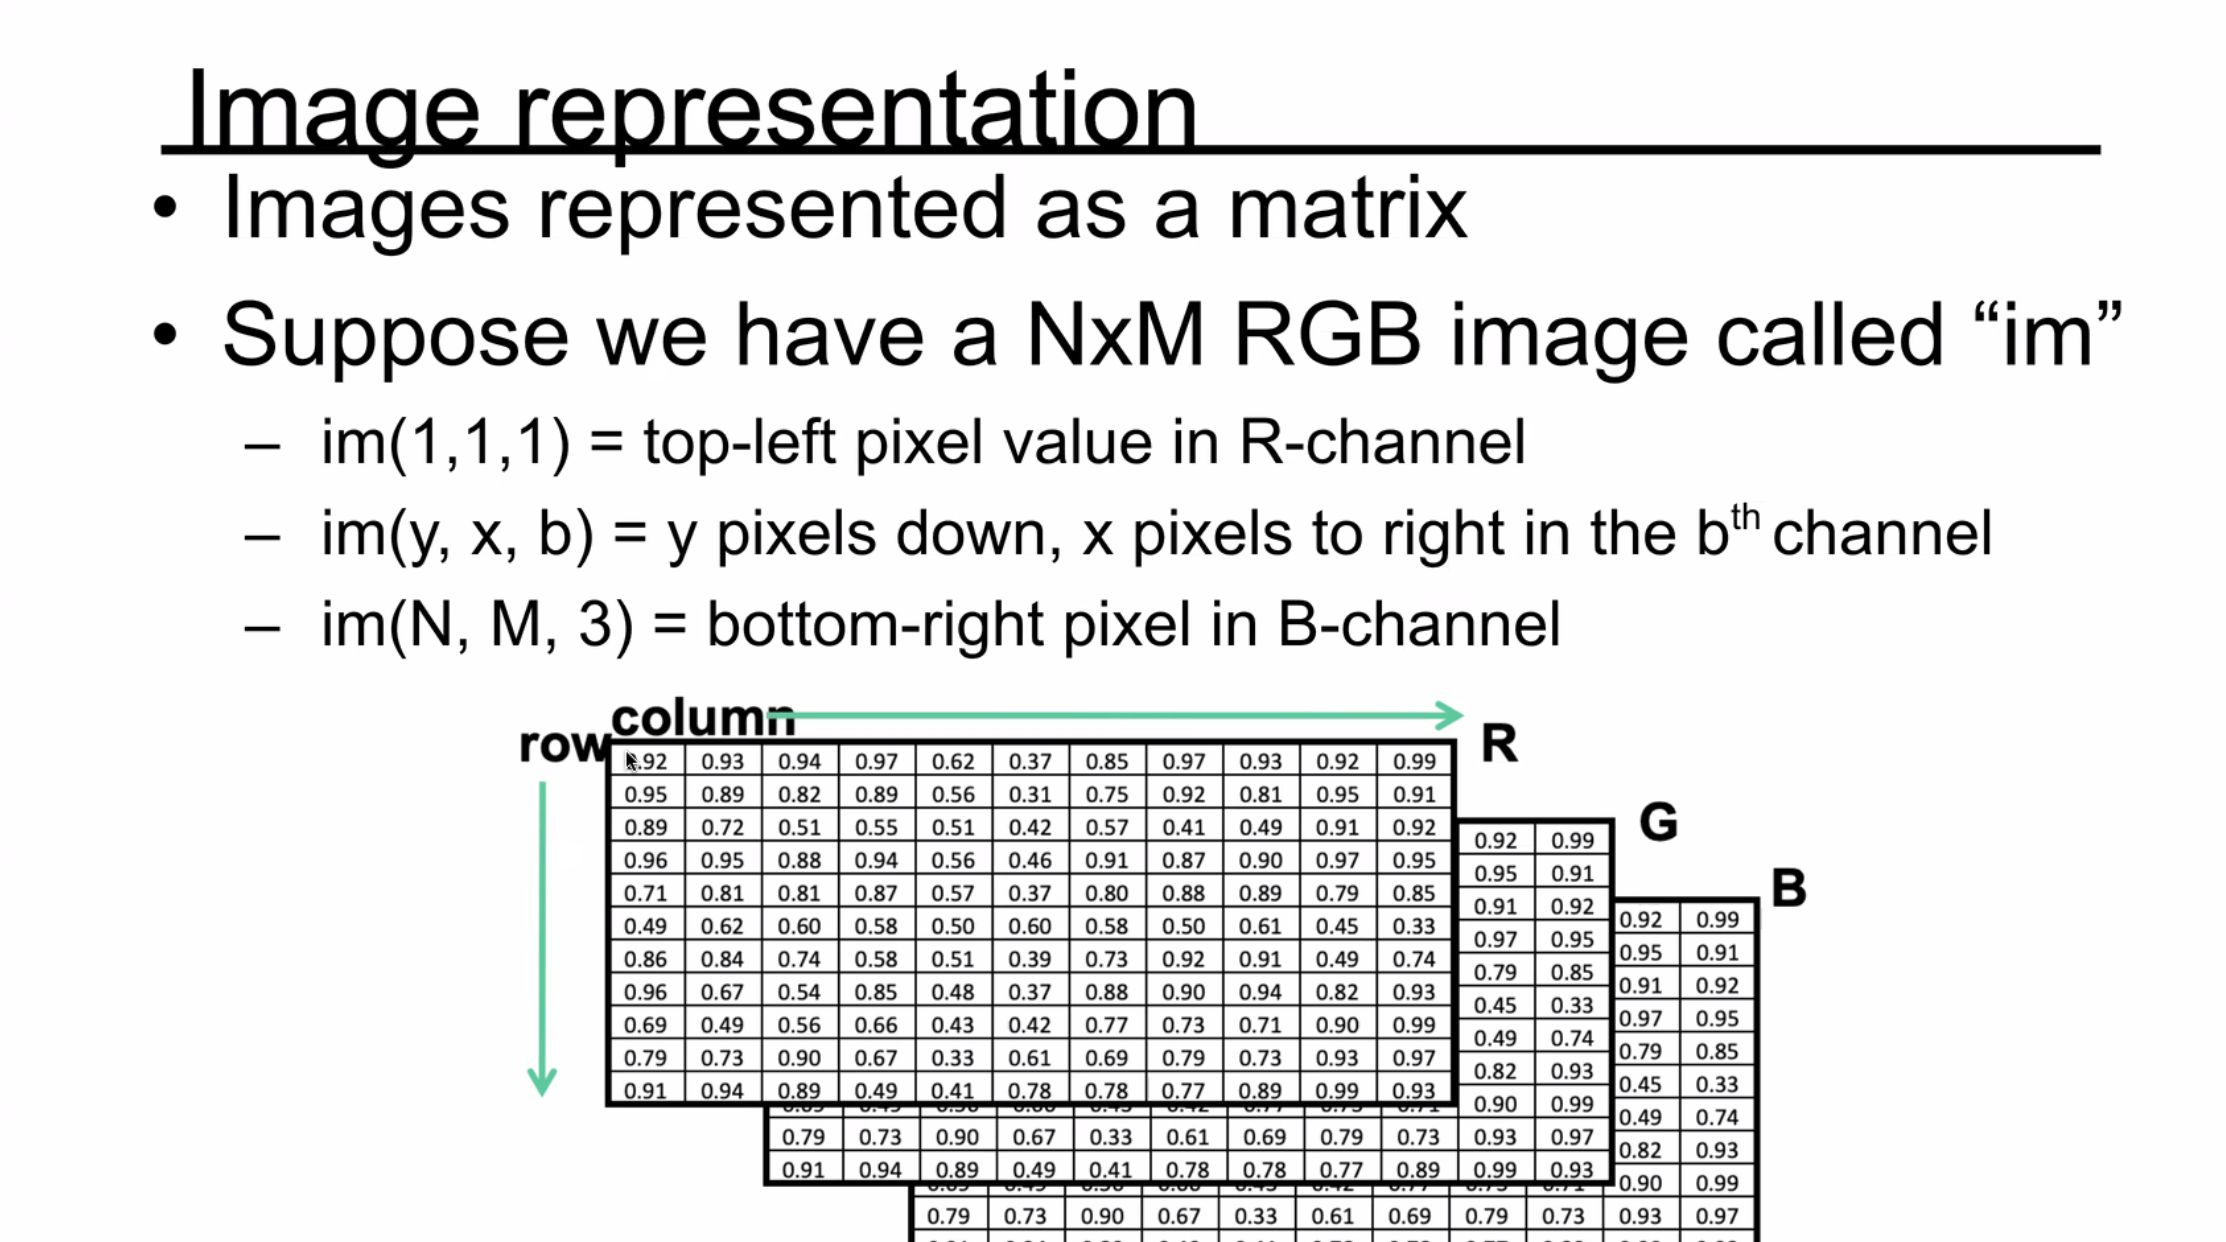 Image representation
• Images represented as a matrix
• Suppose we have a NxM RGB image called “im”
– im(1,1,1) = top-left pixel value in R-channel
– im(y, x, b) = y pixels down, x pixels to right in the bth channel
– im(N, M, 3) = bottom-right pixel in B-channel
column
row
R
.92 0.93 0.94 0.97 0.62 0.37 0.85 0.97 0.93 0.92 0.99
0.95 0.89 0.82 0.89 0.56 0.31 0.75 0.92 0.81 0.95 0.91
0.89 0.72 0.51 0.55 0.51 0.42 0.57 0.41 0.49 0.91 0.92
0.96 0.95 0.88 0.94 0.56 0.46 0.91 0.87 0.90 0.97 0.95
0.71 0.81 0.81 0.87 0.57 0.37 0.80 0.88 0.89 0.79 0.85
0.49 0.62 0.60 0.58 0.50 0.60 0.58 0.50 0.61 0.45 0.33
0.86 0.84 0.74 0.58 0.51 0.39 0.73 0.92 0.91 0.49 0.74
0.96 0.67 0.54 0.85 0.48 0.37 0.88 0.90 0.94 0.82 0.93
0.69 0.49 0.56 0.66 0.43 0.42 0.77 0.73 0.71 0.90 0.99
0.79 0.73 0.90 0.67 0.33 0.61 0.69 0.79 0.73 0.93 0.97
0.91 0.94 0.89 0.49 0.41 0.78 0.78 0.77 0.89 0.99 0.93
G
0.92 0.99
0.95 0.91
0.91 0.92
0.97 0.95
0.79 0.85
0.45 0.33
0.49 0.74
0.82 0.93
0.90 0.99
0.79 0.73 0.90 0.67 0.33 0.61 0.69 0.79 0.73 0.93 0.97
0.91 0.94 0.89 0.49 0.41 0.78 0.78 0.77 0.89 0.99 0.93
B
0.92 0.99
0.95 0.91
0.91 0.92
0.97 0.95
0.79 0.85
0.45 0.33
0.49 0.74
0.82 0.93
0.90 0.99
0.79 0.73 0.90 0.67 0.33 0.61 0.69 0.79 0.73 0.93 0.97